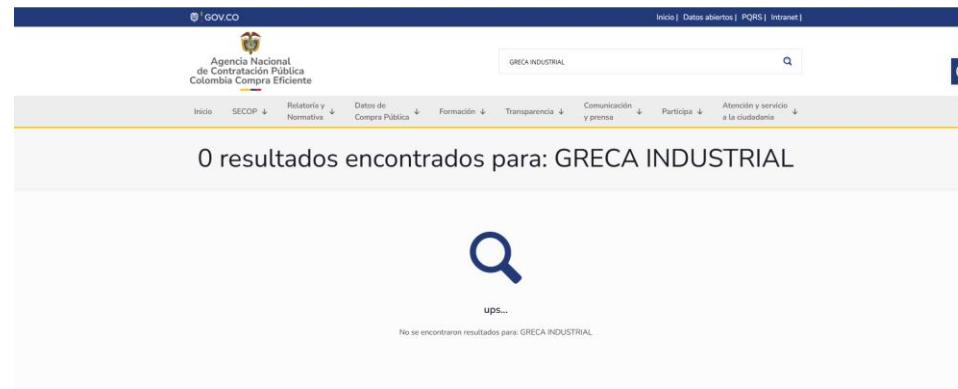 GOV.CO
Inicio | Datos abiertos | PQRS | Intranet |
Agencia Nacional
de Contratación Pública
Colombia Compra Eficiente
GRECA INDUSTRIAL
Inicio
SECOP ↓
Relatoría y
Normativa ↓
Datos de
Compra Pública ↓
Formación ↓
Transparencia ↓
Comunicación
y prensa ↓
Participa ↓
Atención y servicio
a la ciudadania ↓
0 resultados encontrados para: GRECA INDUSTRIAL
ups...
No se encontraron resultados para: GRECA INDUSTRIAL